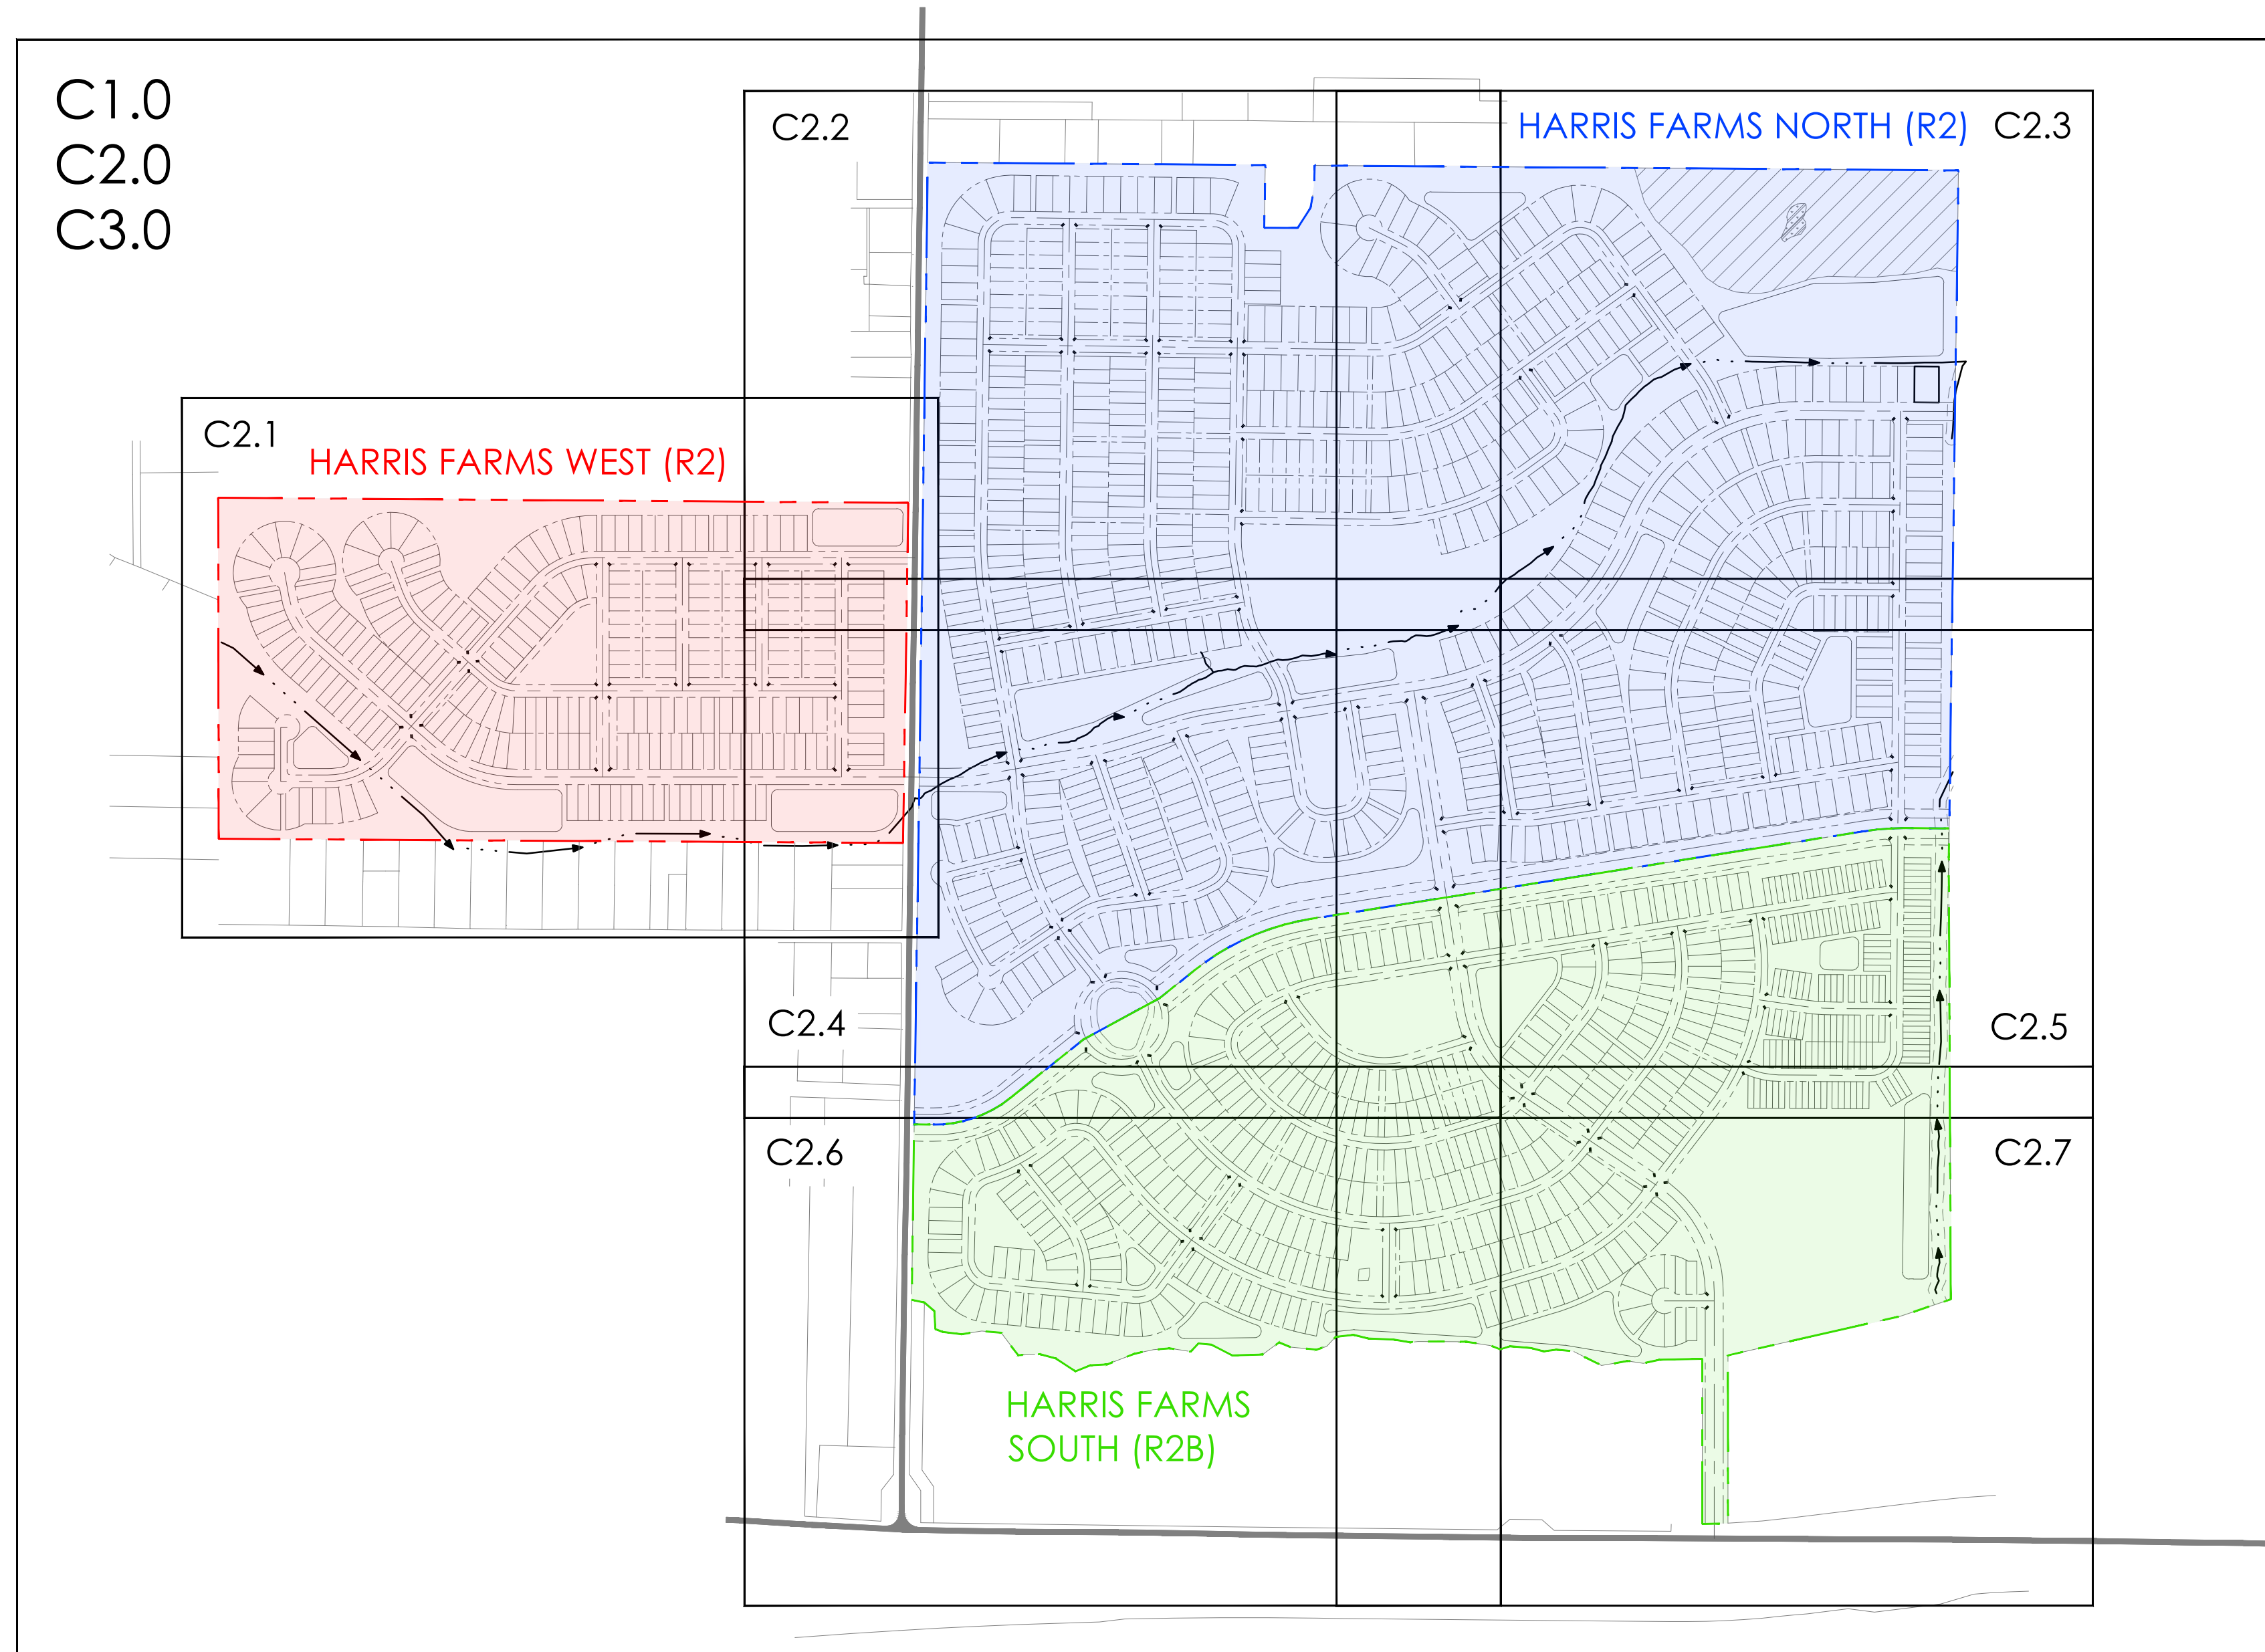 C1.0
C2.0
C3.0
C2.2
HARRIS FARMS NORTH (R2)
C2.3
C2.1
HARRIS FARMS WEST (R2)
C2.4
C2.5
C2.6
C2.7
HARRIS FARMS
SOUTH (R2B)